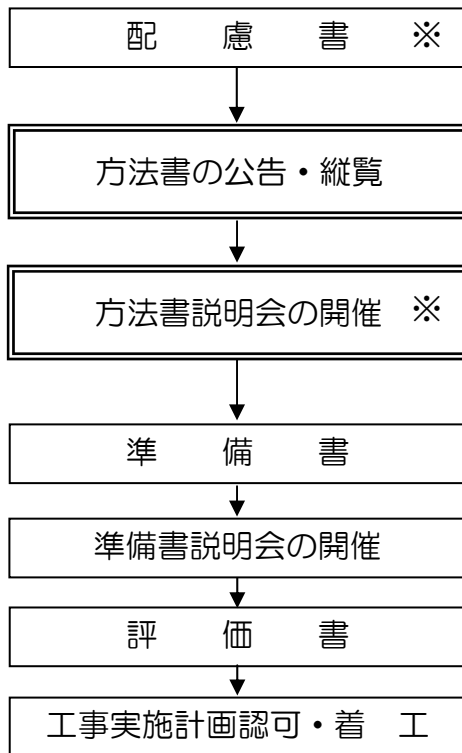 配慮書 ※
方法書の公告・縦覧
方法書説明会の開催 ※
準備書
準備書説明会の開催
評価書
工事実施計画認可・着 工